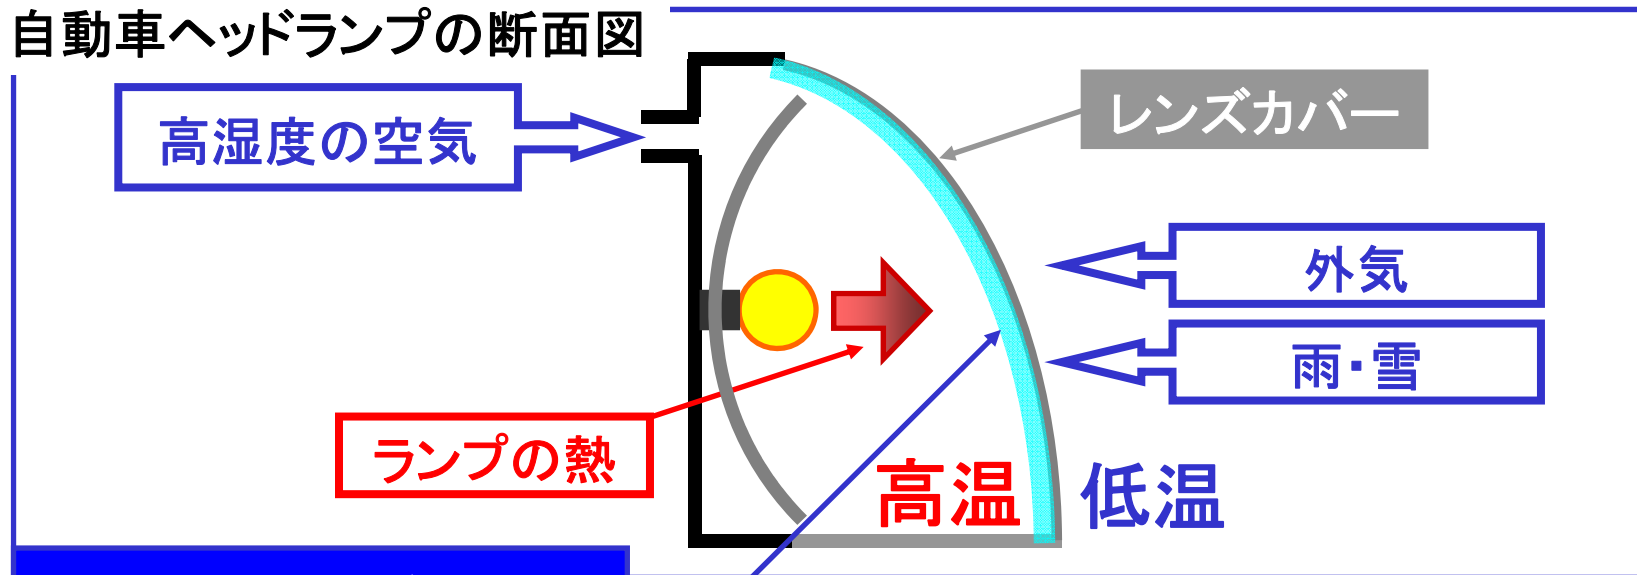 自動車ヘッドランプの断面図
高湿度の空気
レンズカバー
外気
雨・雪
ランプの熱
高温
低温